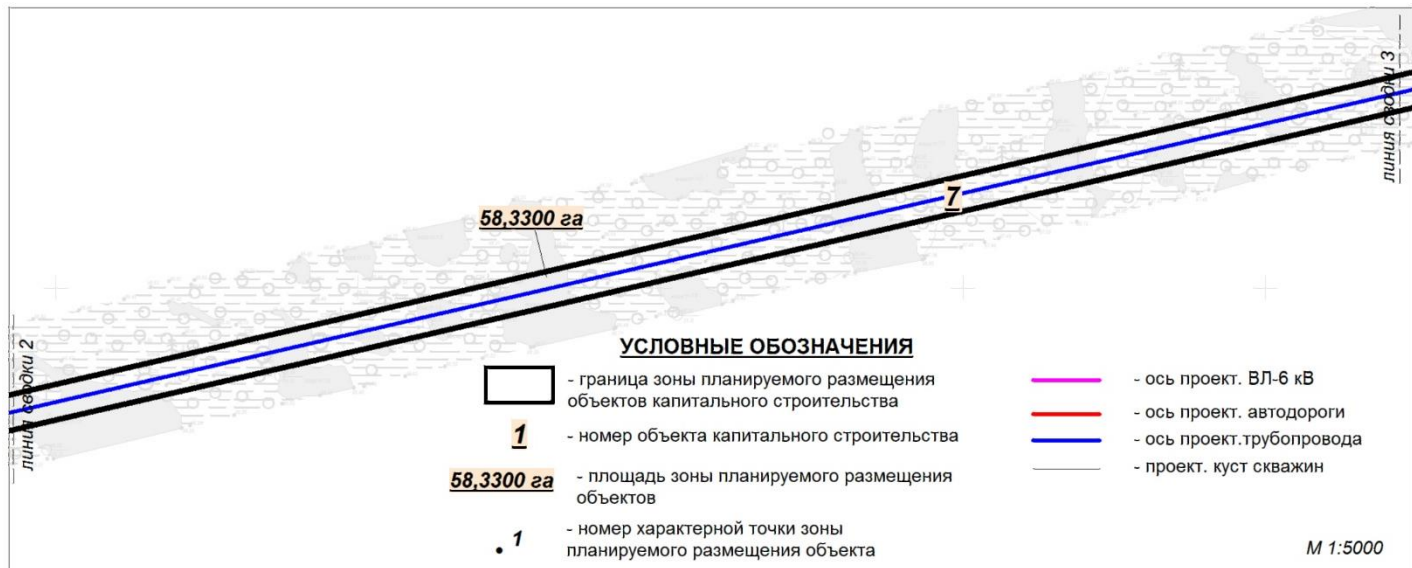 линия сводки 3
7
58,3300 га
линия сводки 2
УСЛОВНЫЕ ОБОЗНАЧЕНИЯ
- граница зоны планируемого размещения
объектов капитального строительства
1 - номер объекта капитального строительства
58,3300 га - площадь зоны планируемого размещения
объектов
1 - номер характерной точки зоны
планируемого размещения объекта
- ось проект. ВЛ-6 кВ
- ось проект. автодороги
- ось проект.трубопровода
- проект. куст скважин
М 1:5000